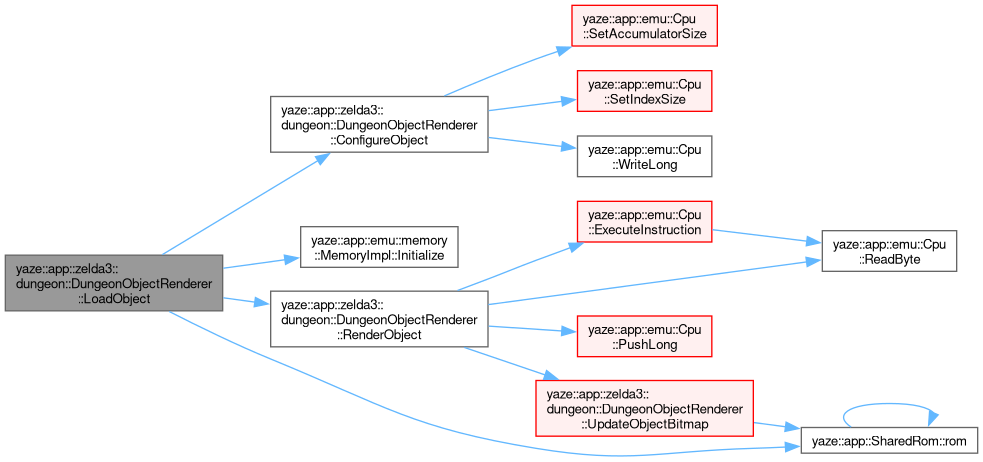 yaze::app::emu::Cpu
::SetAccumulatorSize
yaze::app::emu::Cpu
::SetIndexSize
yaze::app::zelda3::
dungeon::DungeonObjectRenderer
::ConfigureObject
yaze::app::emu::Cpu
::WriteLong
yaze::app::emu::Cpu
::ExecuteInstruction
yaze::app::emu::memory
::MemoryImpl::Initialize
yaze::app::emu::Cpu
::ReadByte
yaze::app::zelda3::
dungeon::DungeonObjectRenderer
::LoadObject
yaze::app::zelda3::
dungeon::DungeonObjectRenderer
::RenderObject
yaze::app::emu::Cpu
::PushLong
yaze::app::zelda3::
dungeon::DungeonObjectRenderer
::UpdateObjectBitmap
yaze::app::SharedRom::rom